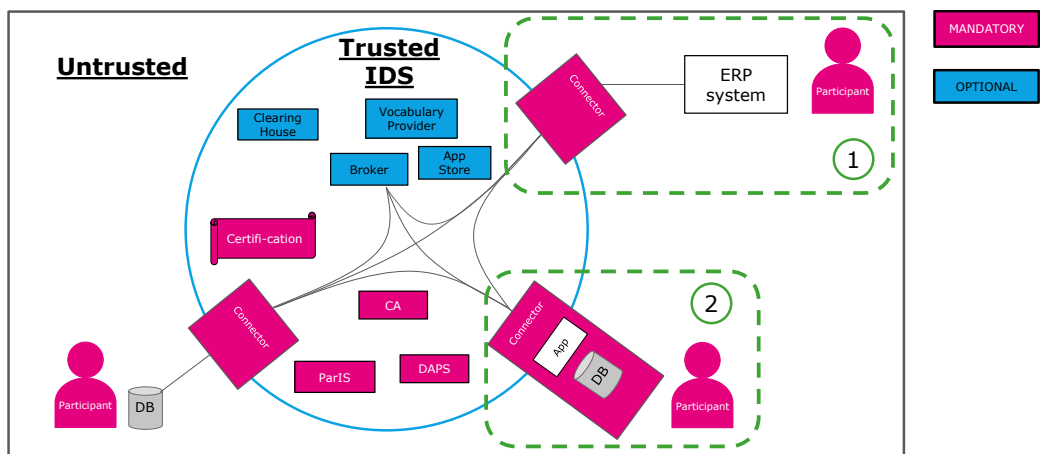 Untrusted
Trusted
IDS
Clearing
House
Vocabulary
Provider
Broker
App
Store
Certifi-cation
Connector
ERP
system
Participant
1
MANDATORY
OPTIONAL
CA
ParIS
DAPS
Connector
Participant
DB
2
Connector
App
DB
Participant